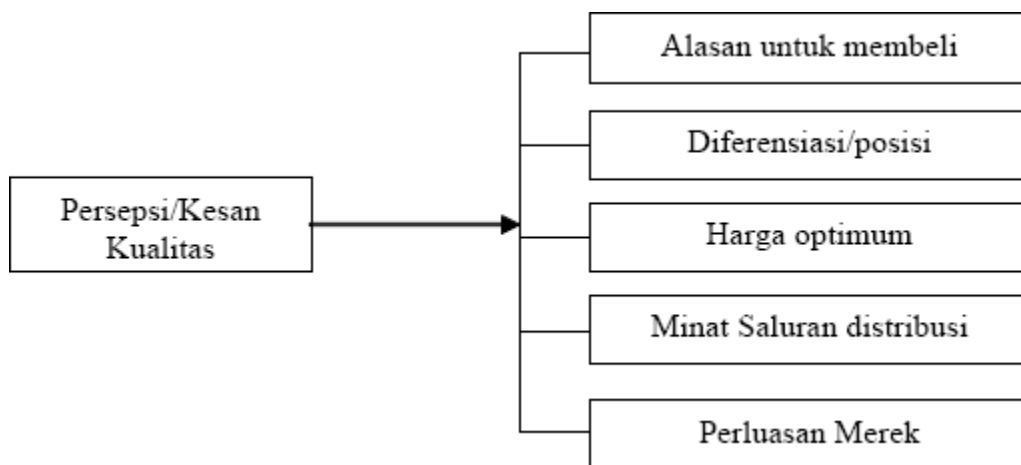 Alasan untuk membeli
Diferensiasi/posisi
Persepsi/Kesan
Kualitas
Harga optimum
Minat Saluran distribusi
Perluasan Merek